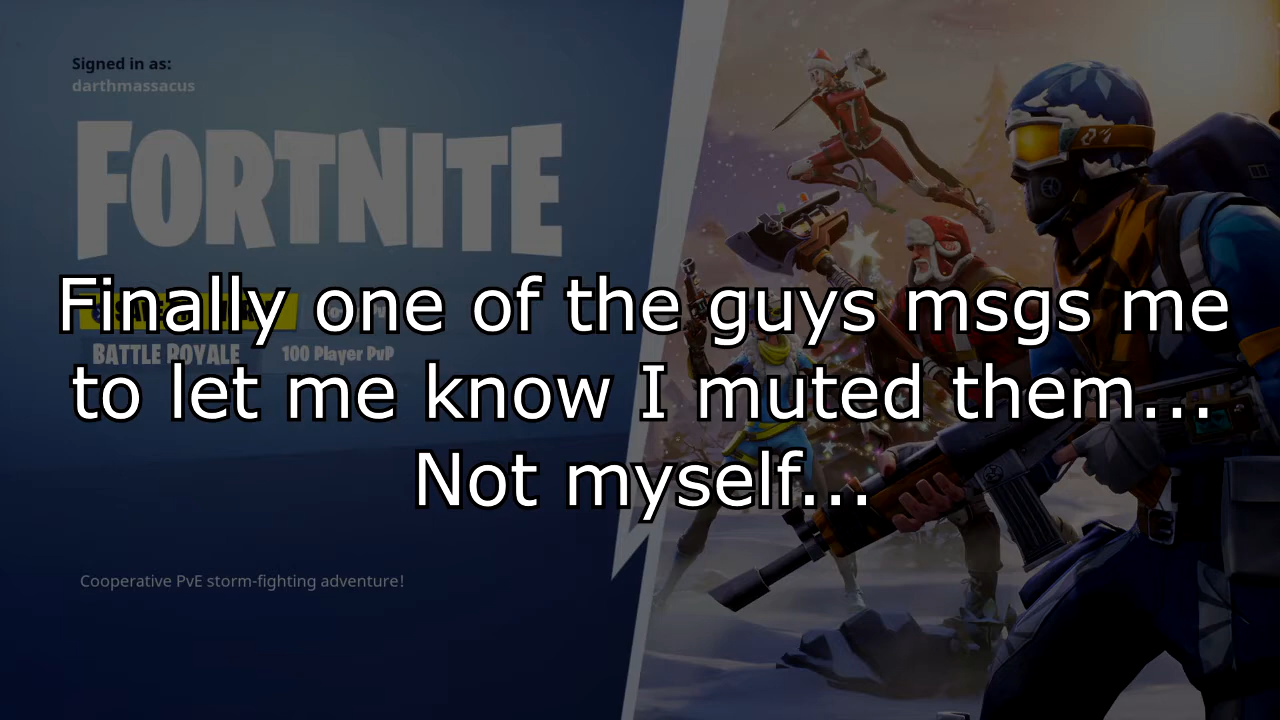 Signed in as:
darthmassacus
FORTNITE
Finally one of the guys msgs me
BATTLE ROYALE 100 Player PvP
to let me know I muted them...
Not myself...
Cooperative PvE storm-fighting adventure!